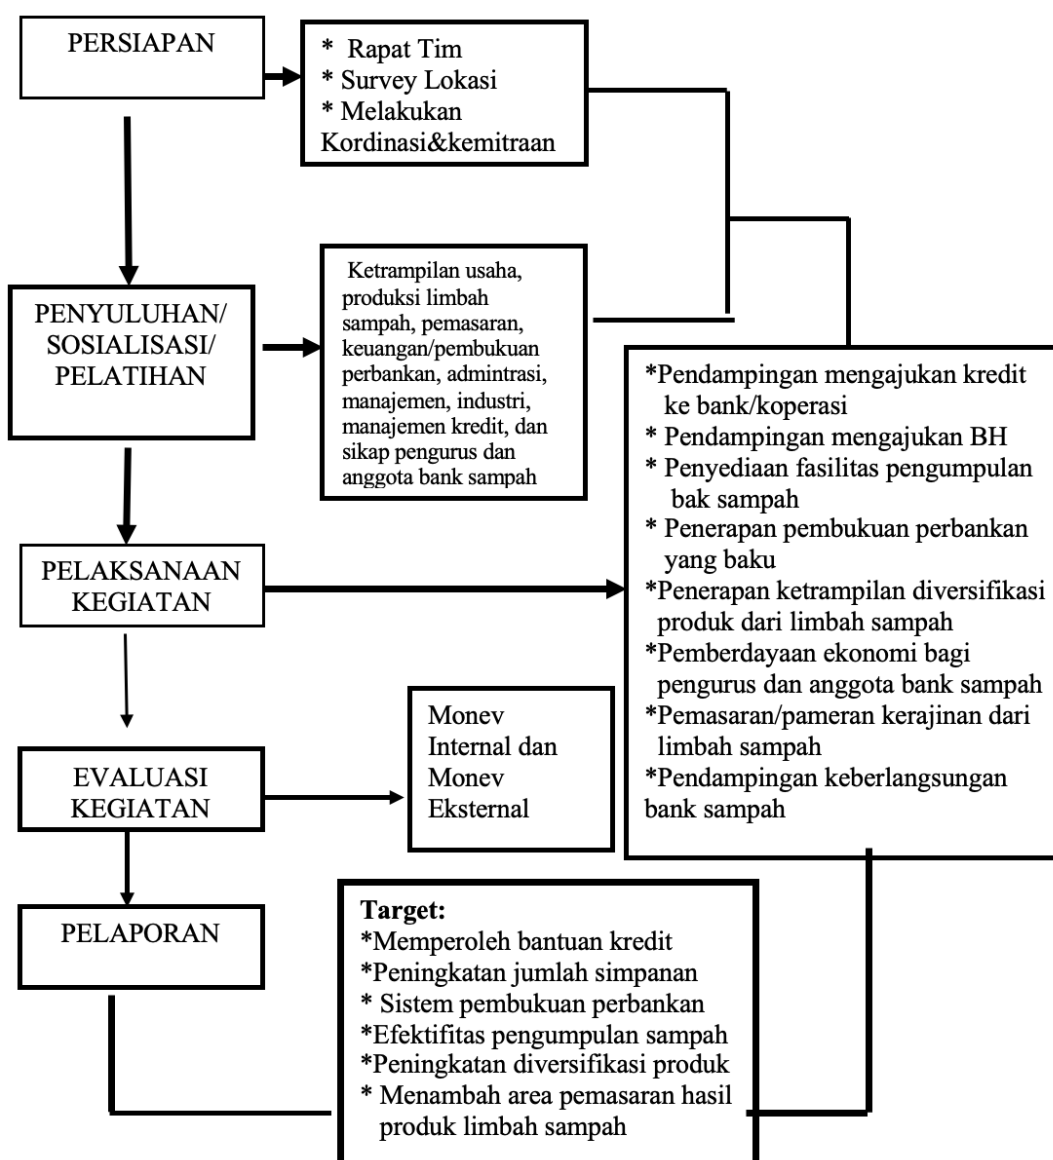 PERSIAPAN
* Rapat Tim
* Survey Lokasi
* Melakukan
Kordinasi&kemitraan
PENYULUHAN/
SOSIALISASI/
PELATIHAN
Ketrampilan usaha,
produksi limbah
sampah, pemasaran,
keuangan/pembukuan
perbankan, admintrasi,
manajemen, industri,
manajemen kredit, dan
sikap pengurus dan
anggota bank sampah
*Pendampingan mengajukan kredit
ke bank/koperasi
* Pendampingan mengajukan BH
* Penyediaan fasilitas pengumpulan
bak sampah
* Penerapan pembukuan perbankan
yang baku
*Penerapan ketrampilan diversifikasi
produk dari limbah sampah
*Pemberdayaan ekonomi bagi
pengurus dan anggota bank sampah
*Pemasaran/pameran kerajinan dari
limbah sampah
*Pendampingan keberlangsungan
bank sampah
PELAKSANAAN
KEGIATAN
EVALUASI
KEGIATAN
Monev
Internal dan
Monev
Eksternal
PELAPORAN
Target:
*Memperoleh bantuan kredit
*Peningkatan jumlah simpanan
* Sistem pembukuan perbankan
*Efektifitas pengumpulan sampah
*Peningkatan diversifikasi produk
* Menambah area pemasaran hasil
produk limbah sampah